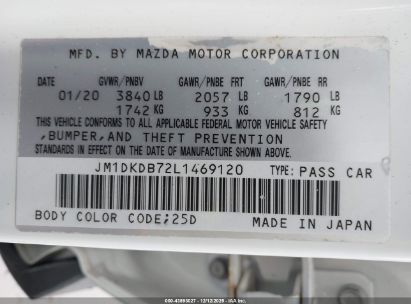 MFD. BY MAZDA MOTOR CORPORATION
DATE GVWR/PNBV GAWR/PNBE FRT GAWR/PNBE RR
01/20 3840 LB 2057 LB 1790 LB
1742 KG 933 KG 812 KG
THIS VEHICLE CONFORMS TO ALL APPLICABLE FEDERAL MOTOR VEHICLE SAFETY
,BUMPER,AND THEFT PREVENTION
STANDARDS IN EFFECT ON THE DATE OF MANUFACTURE SHOWN ABOVE.
JM1DKDB72L1469120 TYPE: PASS CAR
BODY COLOR CODE;25D MADE IN JAPAN